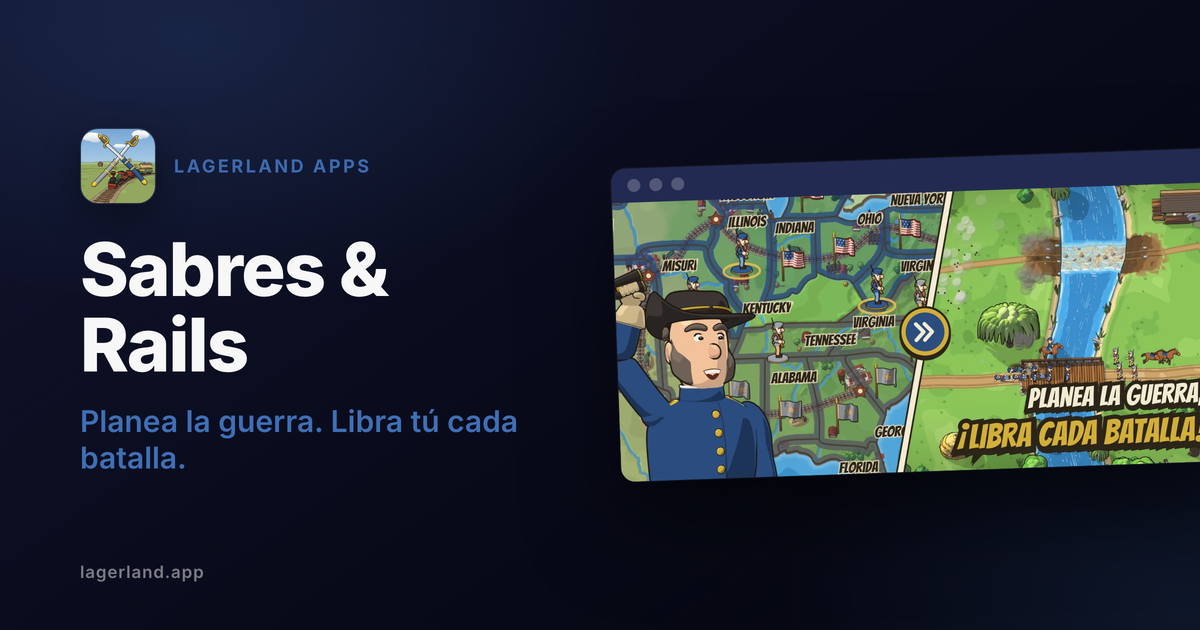 LAGERLAND APPS
Sabres &
Rails
Planea la guerra. Libra tú cada
batalla.
lagerland.app
NUEVA YOR
ILLINOIS
INDIANA
OHIO
MISURI
VIRGIN
KENTUCKY
VIRGINIA
TENNESSEE
ALABAMA
GEOR
FLORIDA
PLANEA LA GUERRA,
¡LIBRA CADA BATALLA!